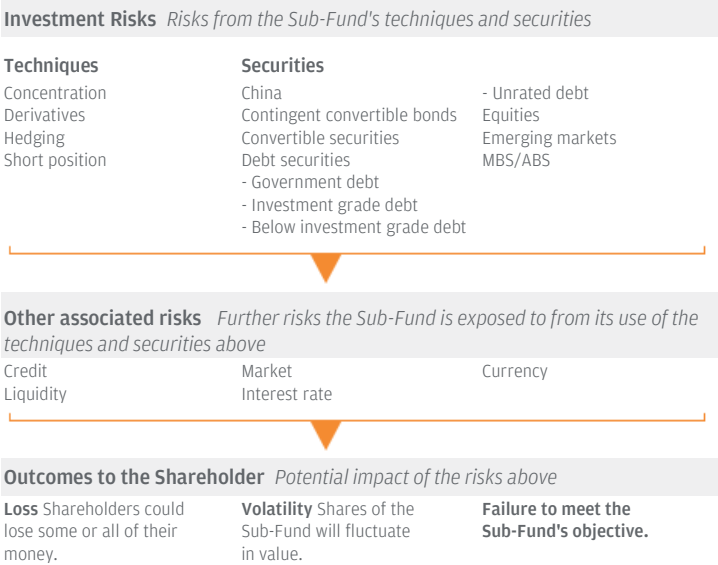 Investment Risks Risks from the Sub-Fund's techniques and securities
Techniques
Concentration
Derivatives
Hedging
Short position
Securities
China
Contingent convertible bonds
Convertible securities
Debt securities
- Government debt
- Investment grade debt
- Below investment grade debt
- Unrated debt
Equities
Emerging markets
MBS/ABS
Other associated risks Further risks the Sub-Fund is exposed to from its use of the
techniques and securities above
Credit
Liquidity
Market
Interest rate
Currency
Outcomes to the Shareholder Potential impact of the risks above
Loss Shareholders could
lose some or all of their
money.
Volatility Shares of the
Sub-Fund will fluctuate
in value.
Failure to meet the
Sub-Fund's objective.